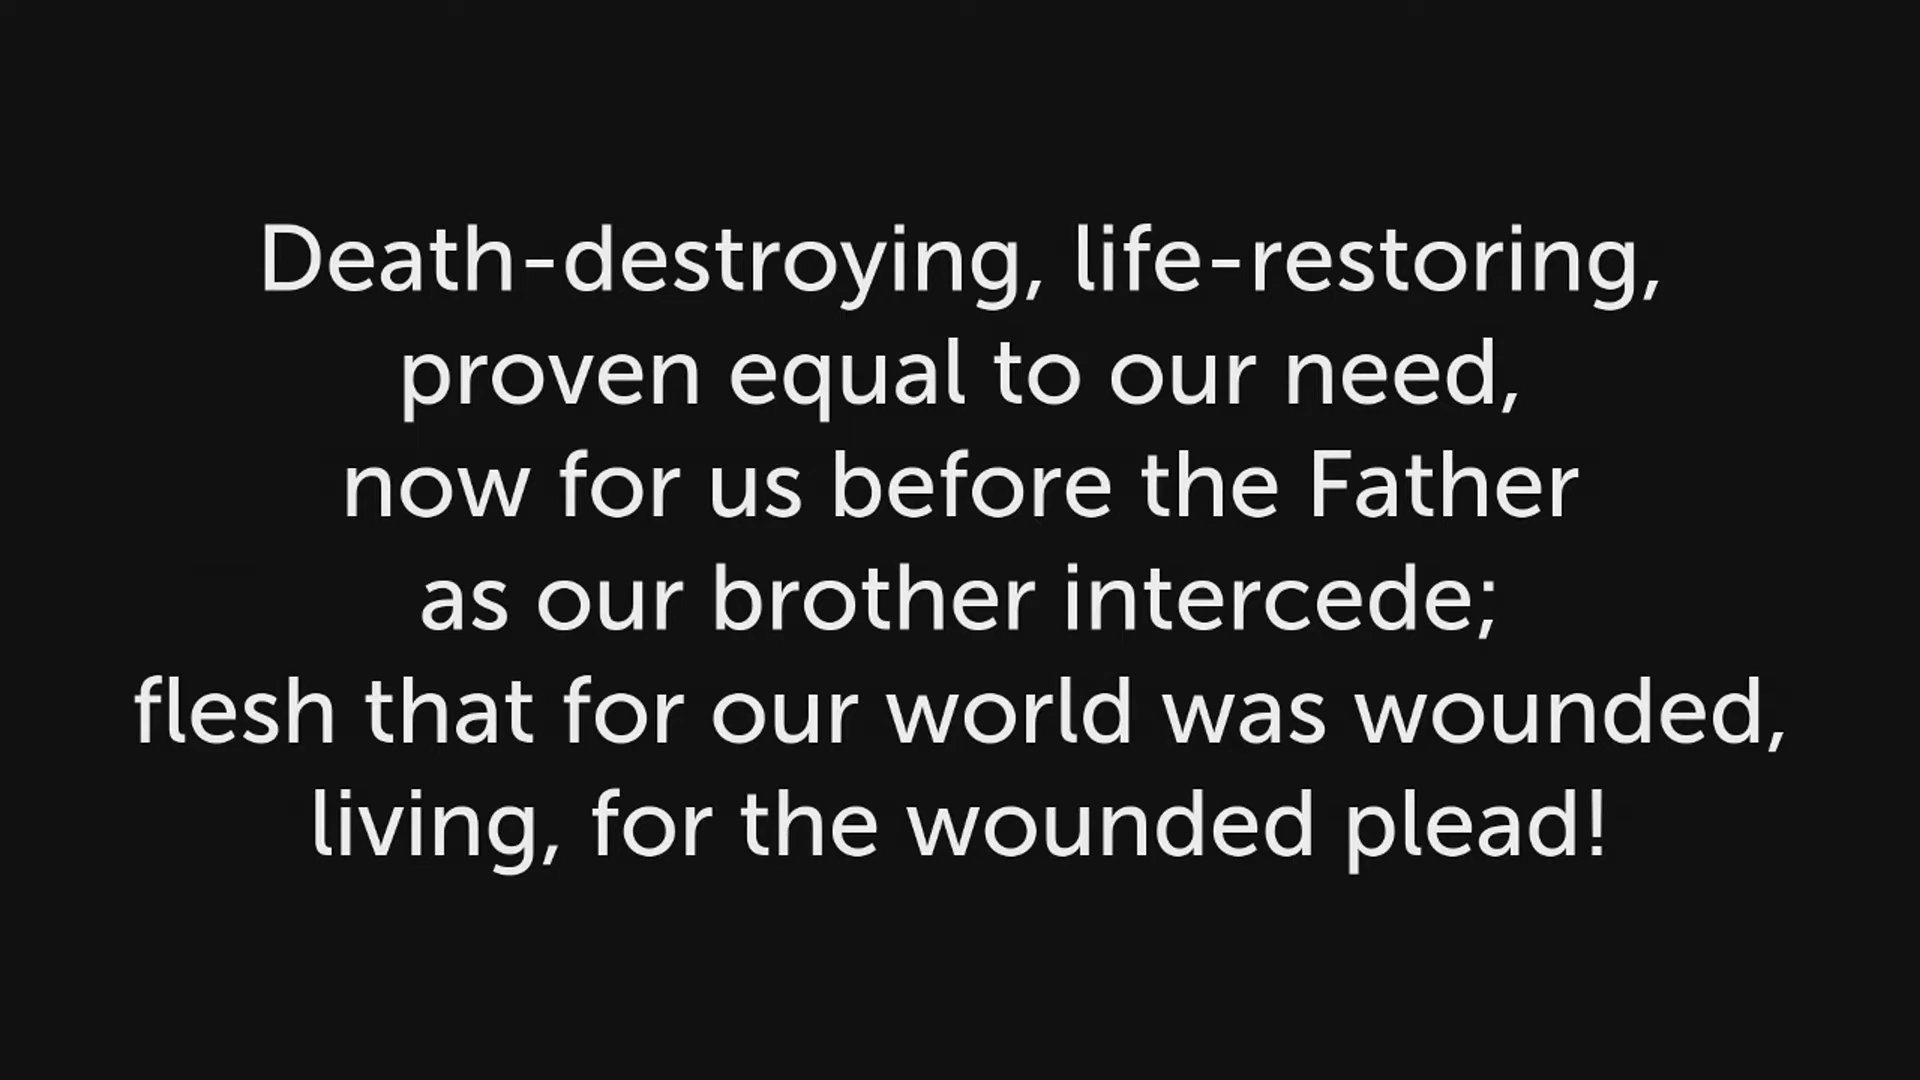 Death-destroying, life-restoring,
proven equal to our need,
now for us before the Father
as our brother intercede;
flesh that for our world was wounded,
living, for the wounded plead!